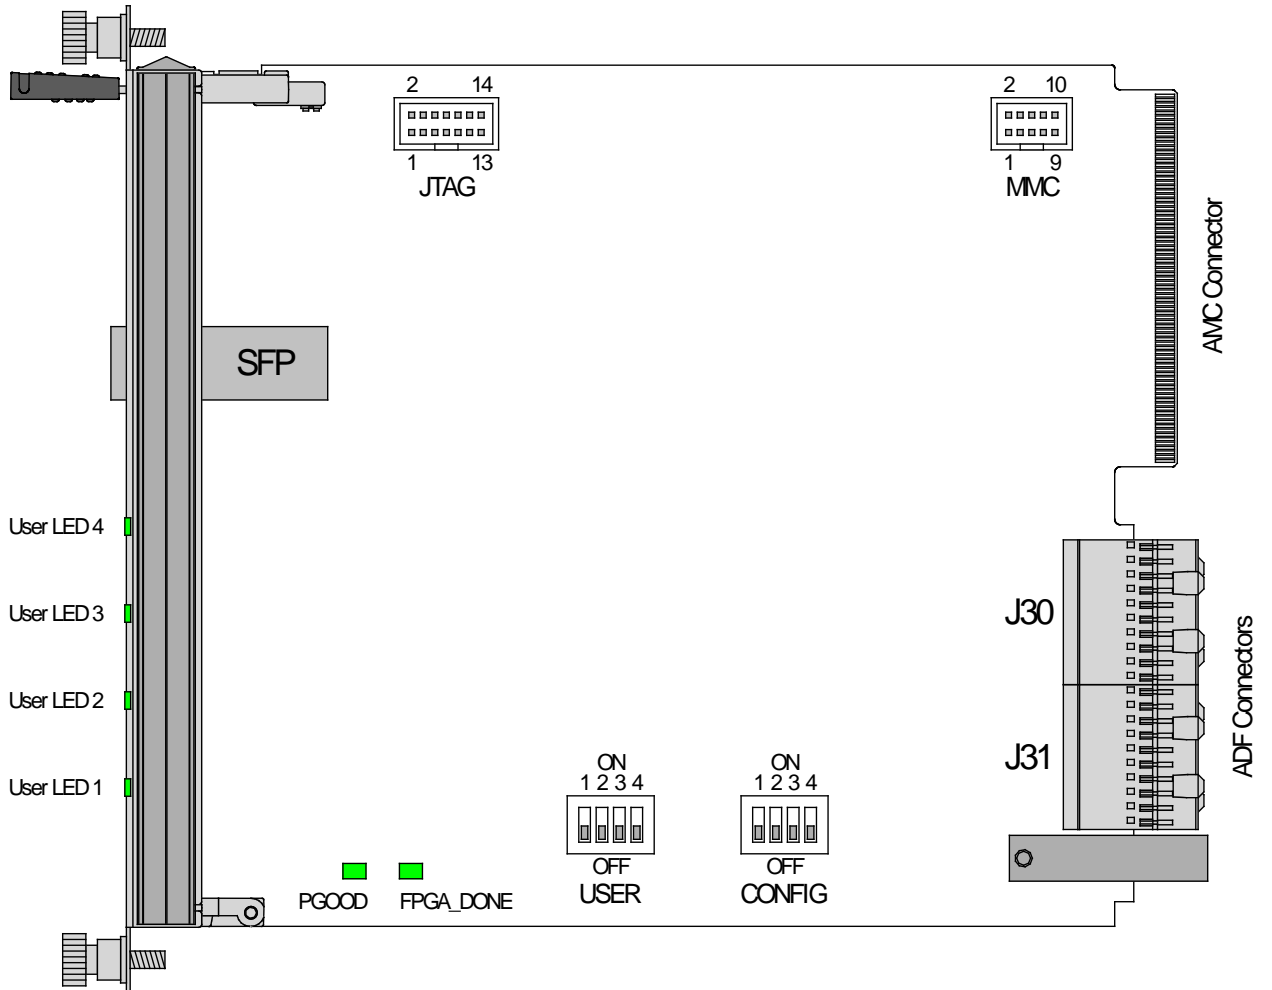 2 14
1 13
JTAG
2 10
1 9
MMC
AMC Connector
SFP
User LED 4
User LED 3
User LED 2
User LED 1
J30
J31
ADF Connectors
ON
1 2 3 4
OFF
USER
ON
1 2 3 4
OFF
CONFIG
PGOOD
FPGA_DONE